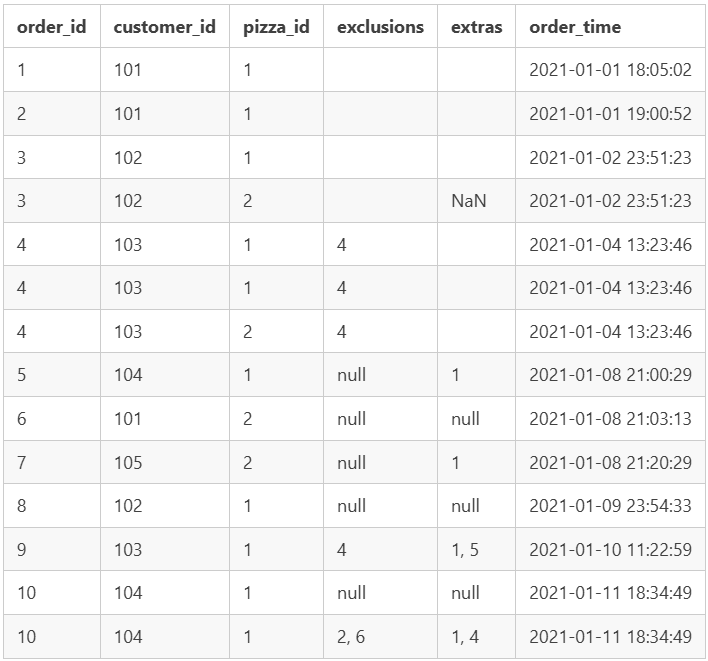 order_id customer_id pizza_id exclusions extras order_time
1 101 1 2021-01-01 18:05:02
2 101 1 2021-01-01 19:00:52
3 102 1 2021-01-02 23:51:23
3 102 2 NaN 2021-01-02 23:51:23
4 103 1 4 2021-01-04 13:23:46
4 103 1 4 2021-01-04 13:23:46
4 103 2 4 2021-01-04 13:23:46
5 104 1 null 1 2021-01-08 21:00:29
6 101 2 null null 2021-01-08 21:03:13
7 105 2 null 1 2021-01-08 21:20:29
8 102 1 null null 2021-01-09 23:54:33
9 103 1 4 1, 5 2021-01-10 11:22:59
10 104 1 null null 2021-01-11 18:34:49
10 104 1 2, 6 1, 4 2021-01-11 18:34:49